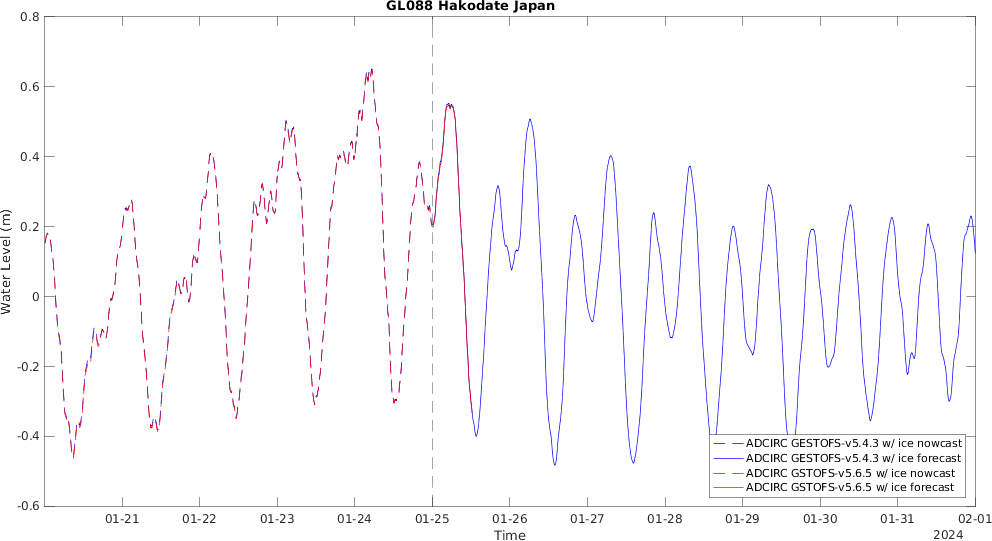 GL088 Hakodate Japan
0.8
0.6
0.4
0.2
0
-0.2
-0.4
-0.6
Water Level (m)
ADCIRC GESTOFS-v5.4.3 w/ ice nowcast
ADCIRC GESTOFS-v5.4.3 w/ ice forecast
ADCIRC GSTOFS-v5.6.5 w/ ice nowcast
ADCIRC GSTOFS-v5.6.5 w/ ice forecast
01-21 01-22 01-23 01-24 01-25 01-26 01-27 01-28 01-29 01-30 01-31 02-01
Time
2024